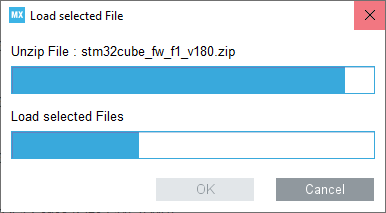 MX Load selected File
Unzip File : stm32cube_fw_f1_v180.zip
Load selected Files
OK Cancel